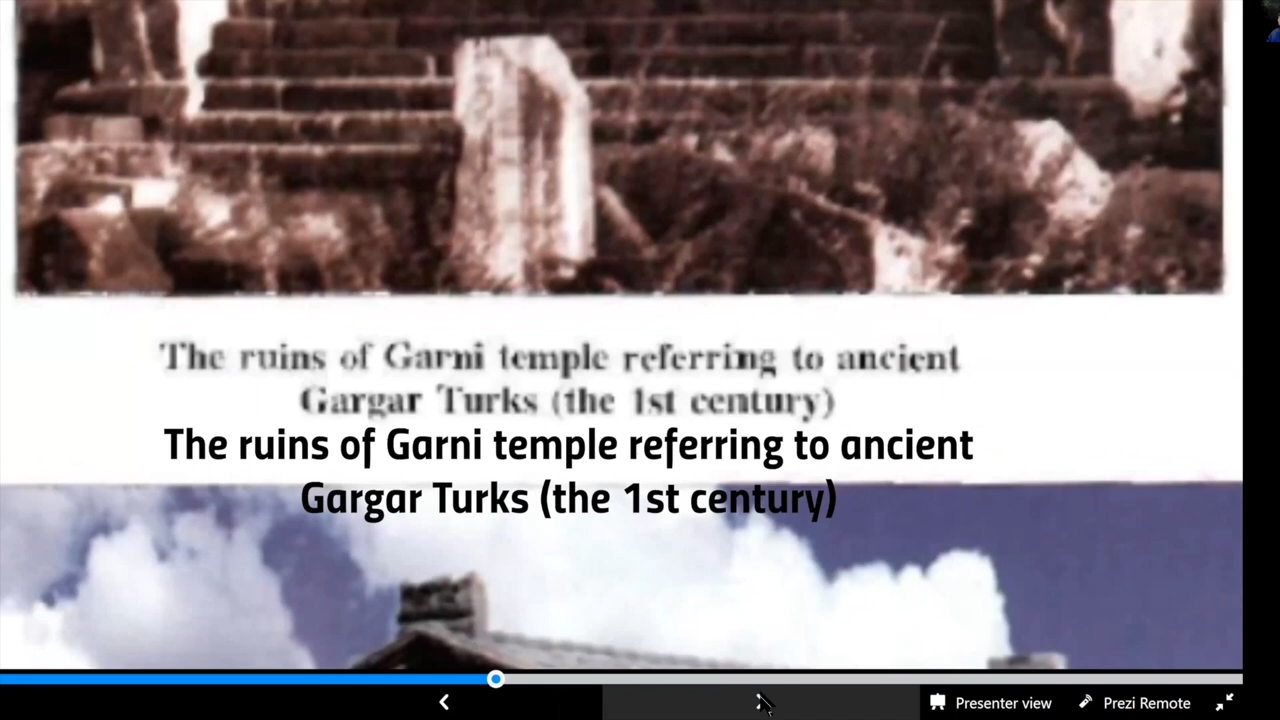 The ruins of Garni temple referring to ancient
Gargar Turks (the 1st century)
The ruins of Garni temple referring to ancient
Gargar Turks (the 1st century)
Presenter view
Prezi Remote